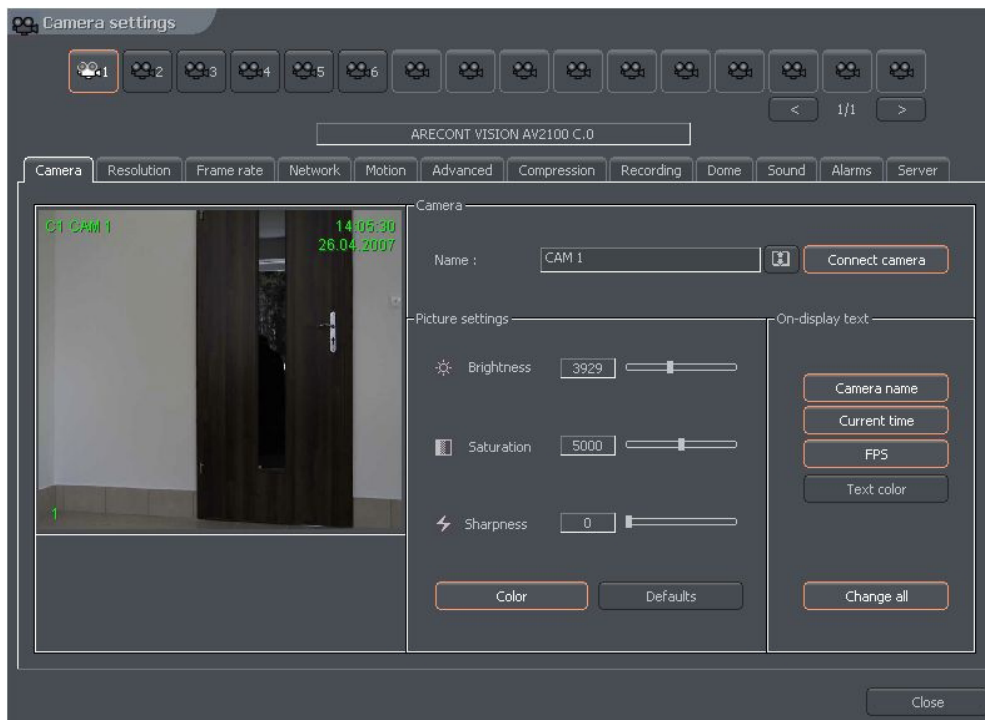 Camera settings
1 2 3 4 5 6
< 1/1 >
ARECONT VISION AV2100 C.0
Camera Resolution Frame rate Network Motion Advanced Compression Recording Dome Sound Alarms Server
C1 CAM 1 14:05:30
26.04.2007
1
Camera
Name : CAM 1 Connect camera
Picture settings
Brightness 3929
Saturation 5000
Sharpness 0
Color Defaults
On-display text
Camera name
Current time
FPS
Text color
Change all
Close